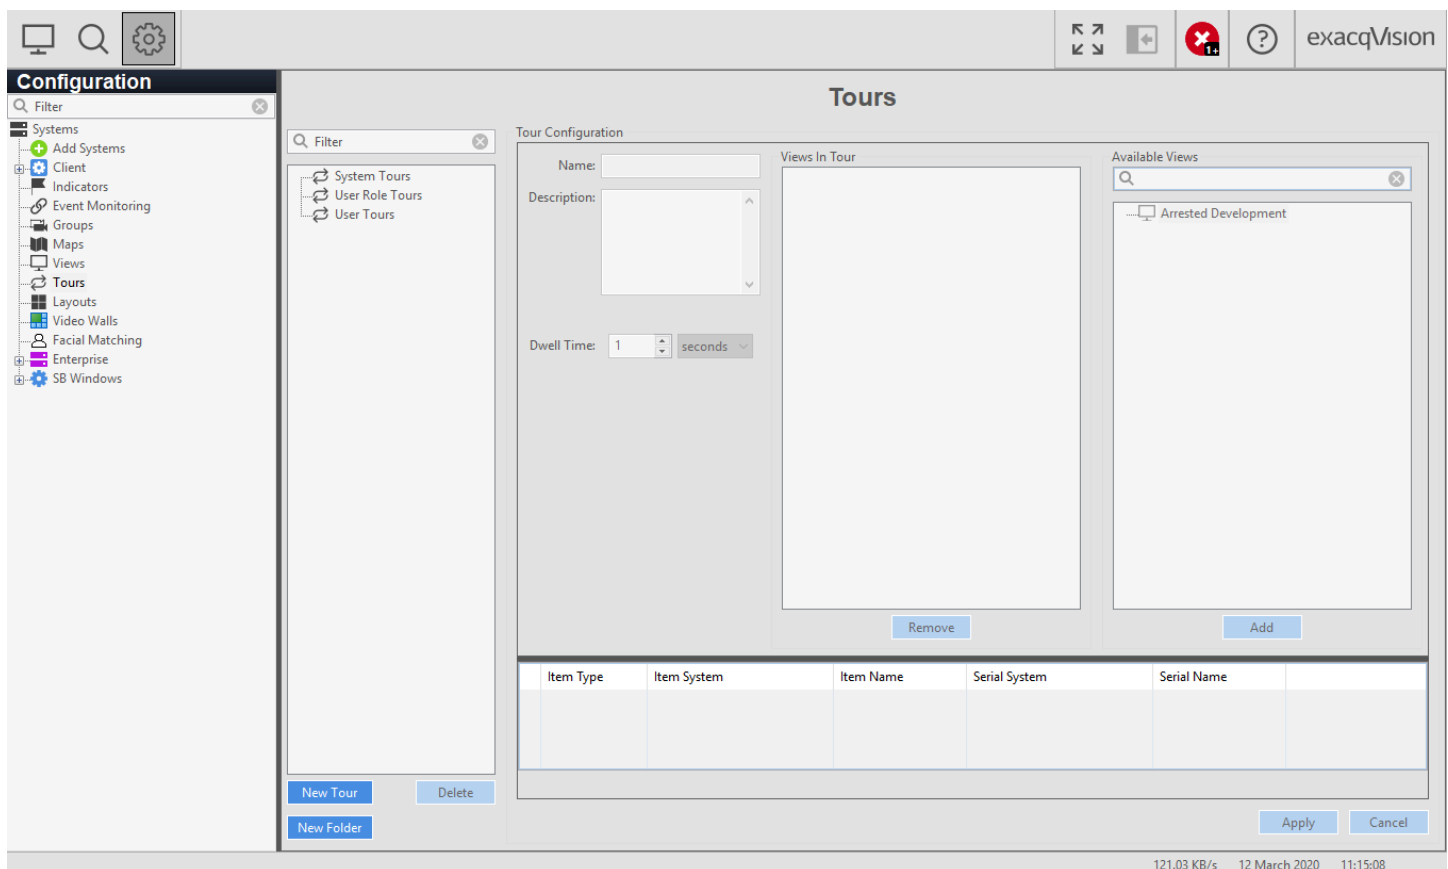 1+
?
exacqVision
Configuration
Filter
Systems
Add Systems
Client
Indicators
Event Monitoring
Groups
Maps
Views
Tours
Layouts
Video Walls
Facial Matching
Enterprise
SB Windows
Tours
Filter
System Tours
User Role Tours
User Tours
New Tour
Delete
New Folder
Tour Configuration
Name:
Description:
Dwell Time: 1 seconds
Views In Tour
Remove
Available Views
Arrested Development
Add
Item Type Item System Item Name Serial System Serial Name
Apply Cancel
121.03 KB/s 12 March 2020 11:15:08